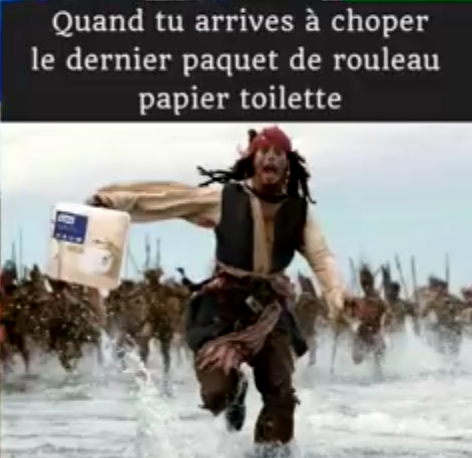 Quand tu arrives à choper
le dernier paquet de rouleau
papier toilette